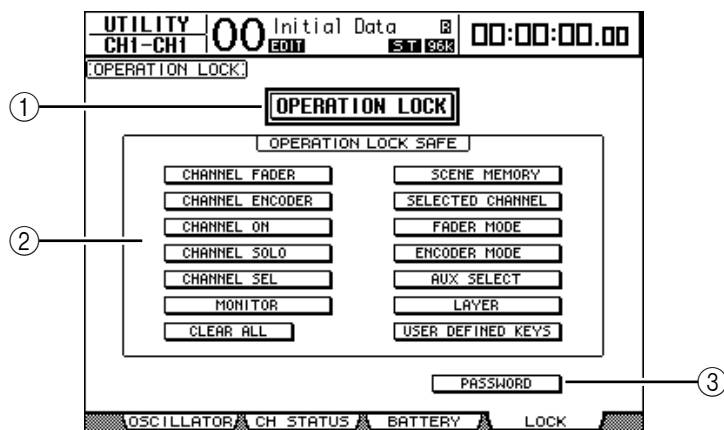 UTILITY
CH1-CH1
00
Initial Data R
EDIT
ST 96K
00:00:00.00
OPERATION LOCK
1
OPERATION LOCK
OPERATION LOCK SAFE
CHANNEL FADER
SCENE MEMORY
CHANNEL ENCODER
SELECTED CHANNEL
CHANNEL ON
FADER MODE
2
CHANNEL SOLO
ENCODER MODE
CHANNEL SEL
AUX SELECT
MONITOR
LAYER
CLEAR ALL
USER DEFINED KEYS
PASSWORD
3
OSCILLATOR CH STATUS BATTERY LOCK